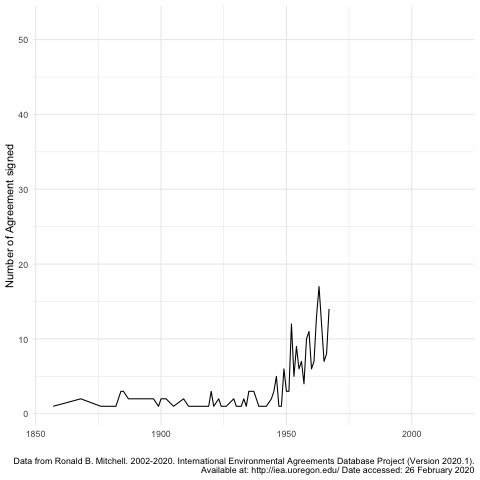 Number of Agreement signed
50
40
30
20
10
0
1850 1900 1950 2000
Data from Ronald B. Mitchell. 2002-2020. International Environmental Agreements Database Project (Version 2020.1).
Available at: http://iea.uoregon.edu/ Date accessed: 26 February 2020